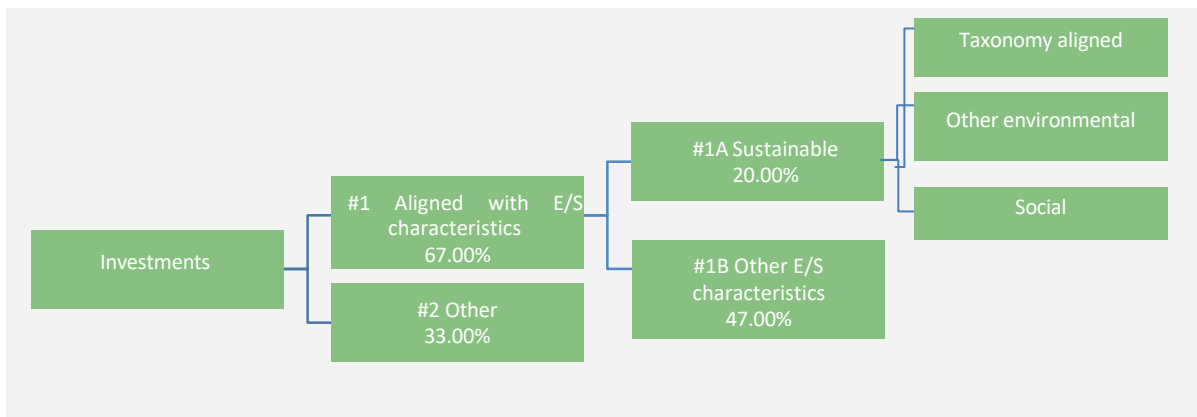 Investments
#1 Aligned with E/S
characteristics
67.00%
#2 Other
33.00%
#1A Sustainable
20.00%
#1B Other E/S
characteristics
47.00%
Taxonomy aligned
Other environmental
Social